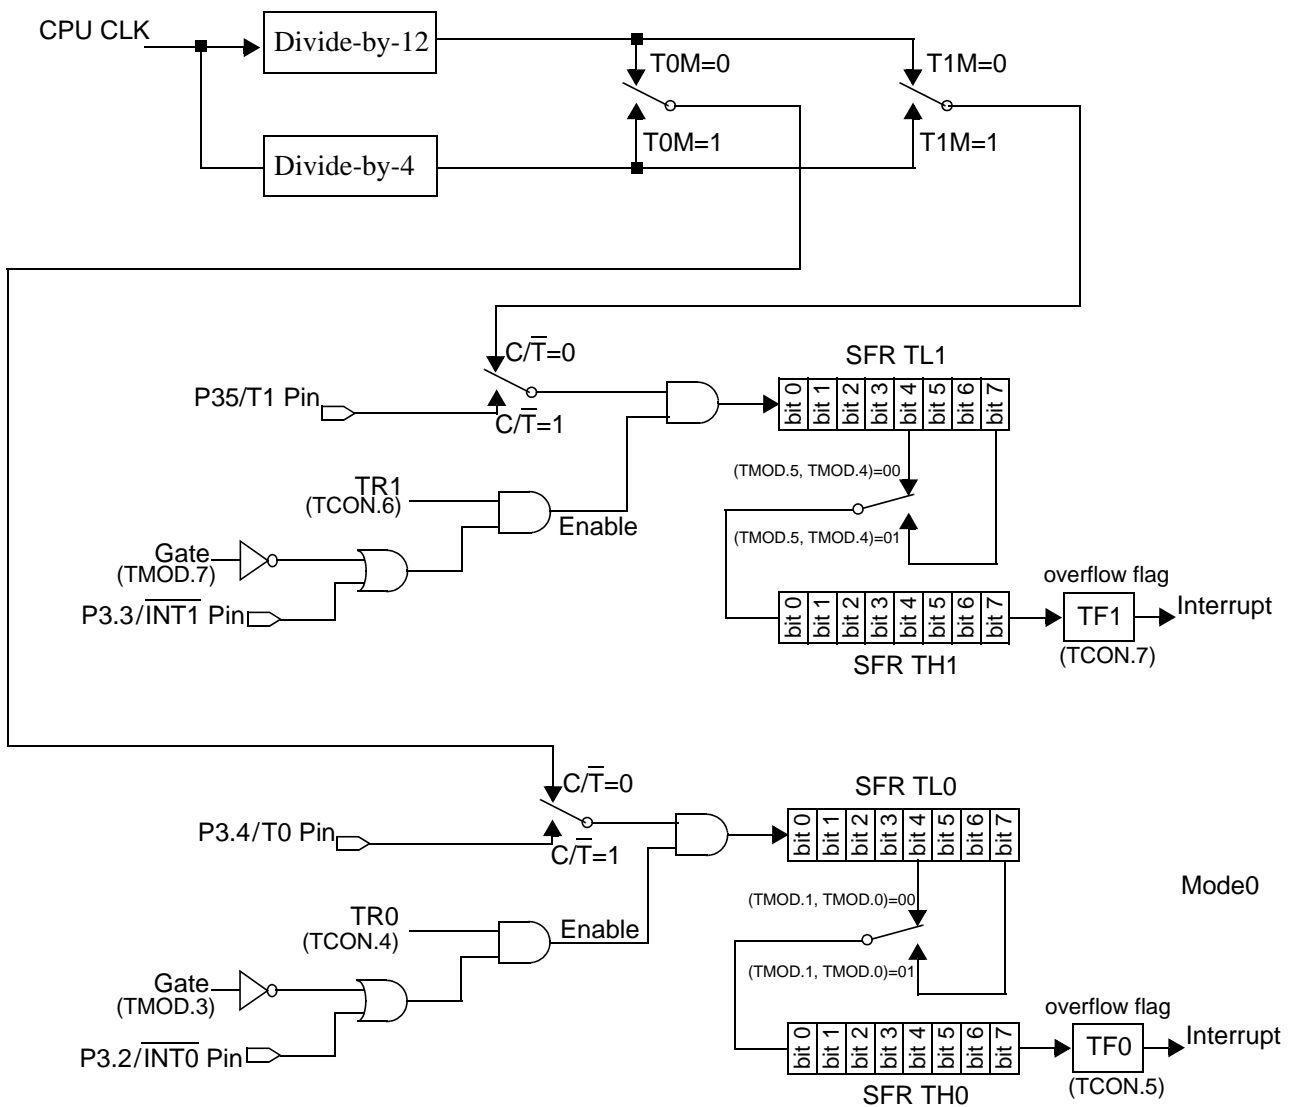 CPU CLK
Divide-by-12
T0M=0
T1M=0
Divide-by-4
T0M=1
T1M=1
C/T̅=0
SFR TL1
P35/T1 Pin
C/T̅=1
bit 0 bit 1 bit 2 bit 3 bit 4 bit 5 bit 6 bit 7
(TMOD.5, TMOD.4)=00
TR1
(TCON.6)
Enable
(TMOD.5, TMOD.4)=01
Gate
(TMOD.7)
P3.3/I̅N̅T̅1̅ Pin
bit 0 bit 1 bit 2 bit 3 bit 4 bit 5 bit 6 bit 7
overflow flag
TF1
Interrupt
(TCON.7)
SFR TH1
C/T̅=0
SFR TL0
P3.4/T0 Pin
C/T̅=1
bit 0 bit 1 bit 2 bit 3 bit 4 bit 5 bit 6 bit 7
Mode0
(TMOD.1, TMOD.0)=00
TR0
(TCON.4)
Enable
(TMOD.1, TMOD.0)=01
Gate
(TMOD.3)
P3.2/I̅N̅T̅0̅ Pin
bit 0 bit 1 bit 2 bit 3 bit 4 bit 5 bit 6 bit 7
overflow flag
TF0
Interrupt
(TCON.5)
SFR TH0